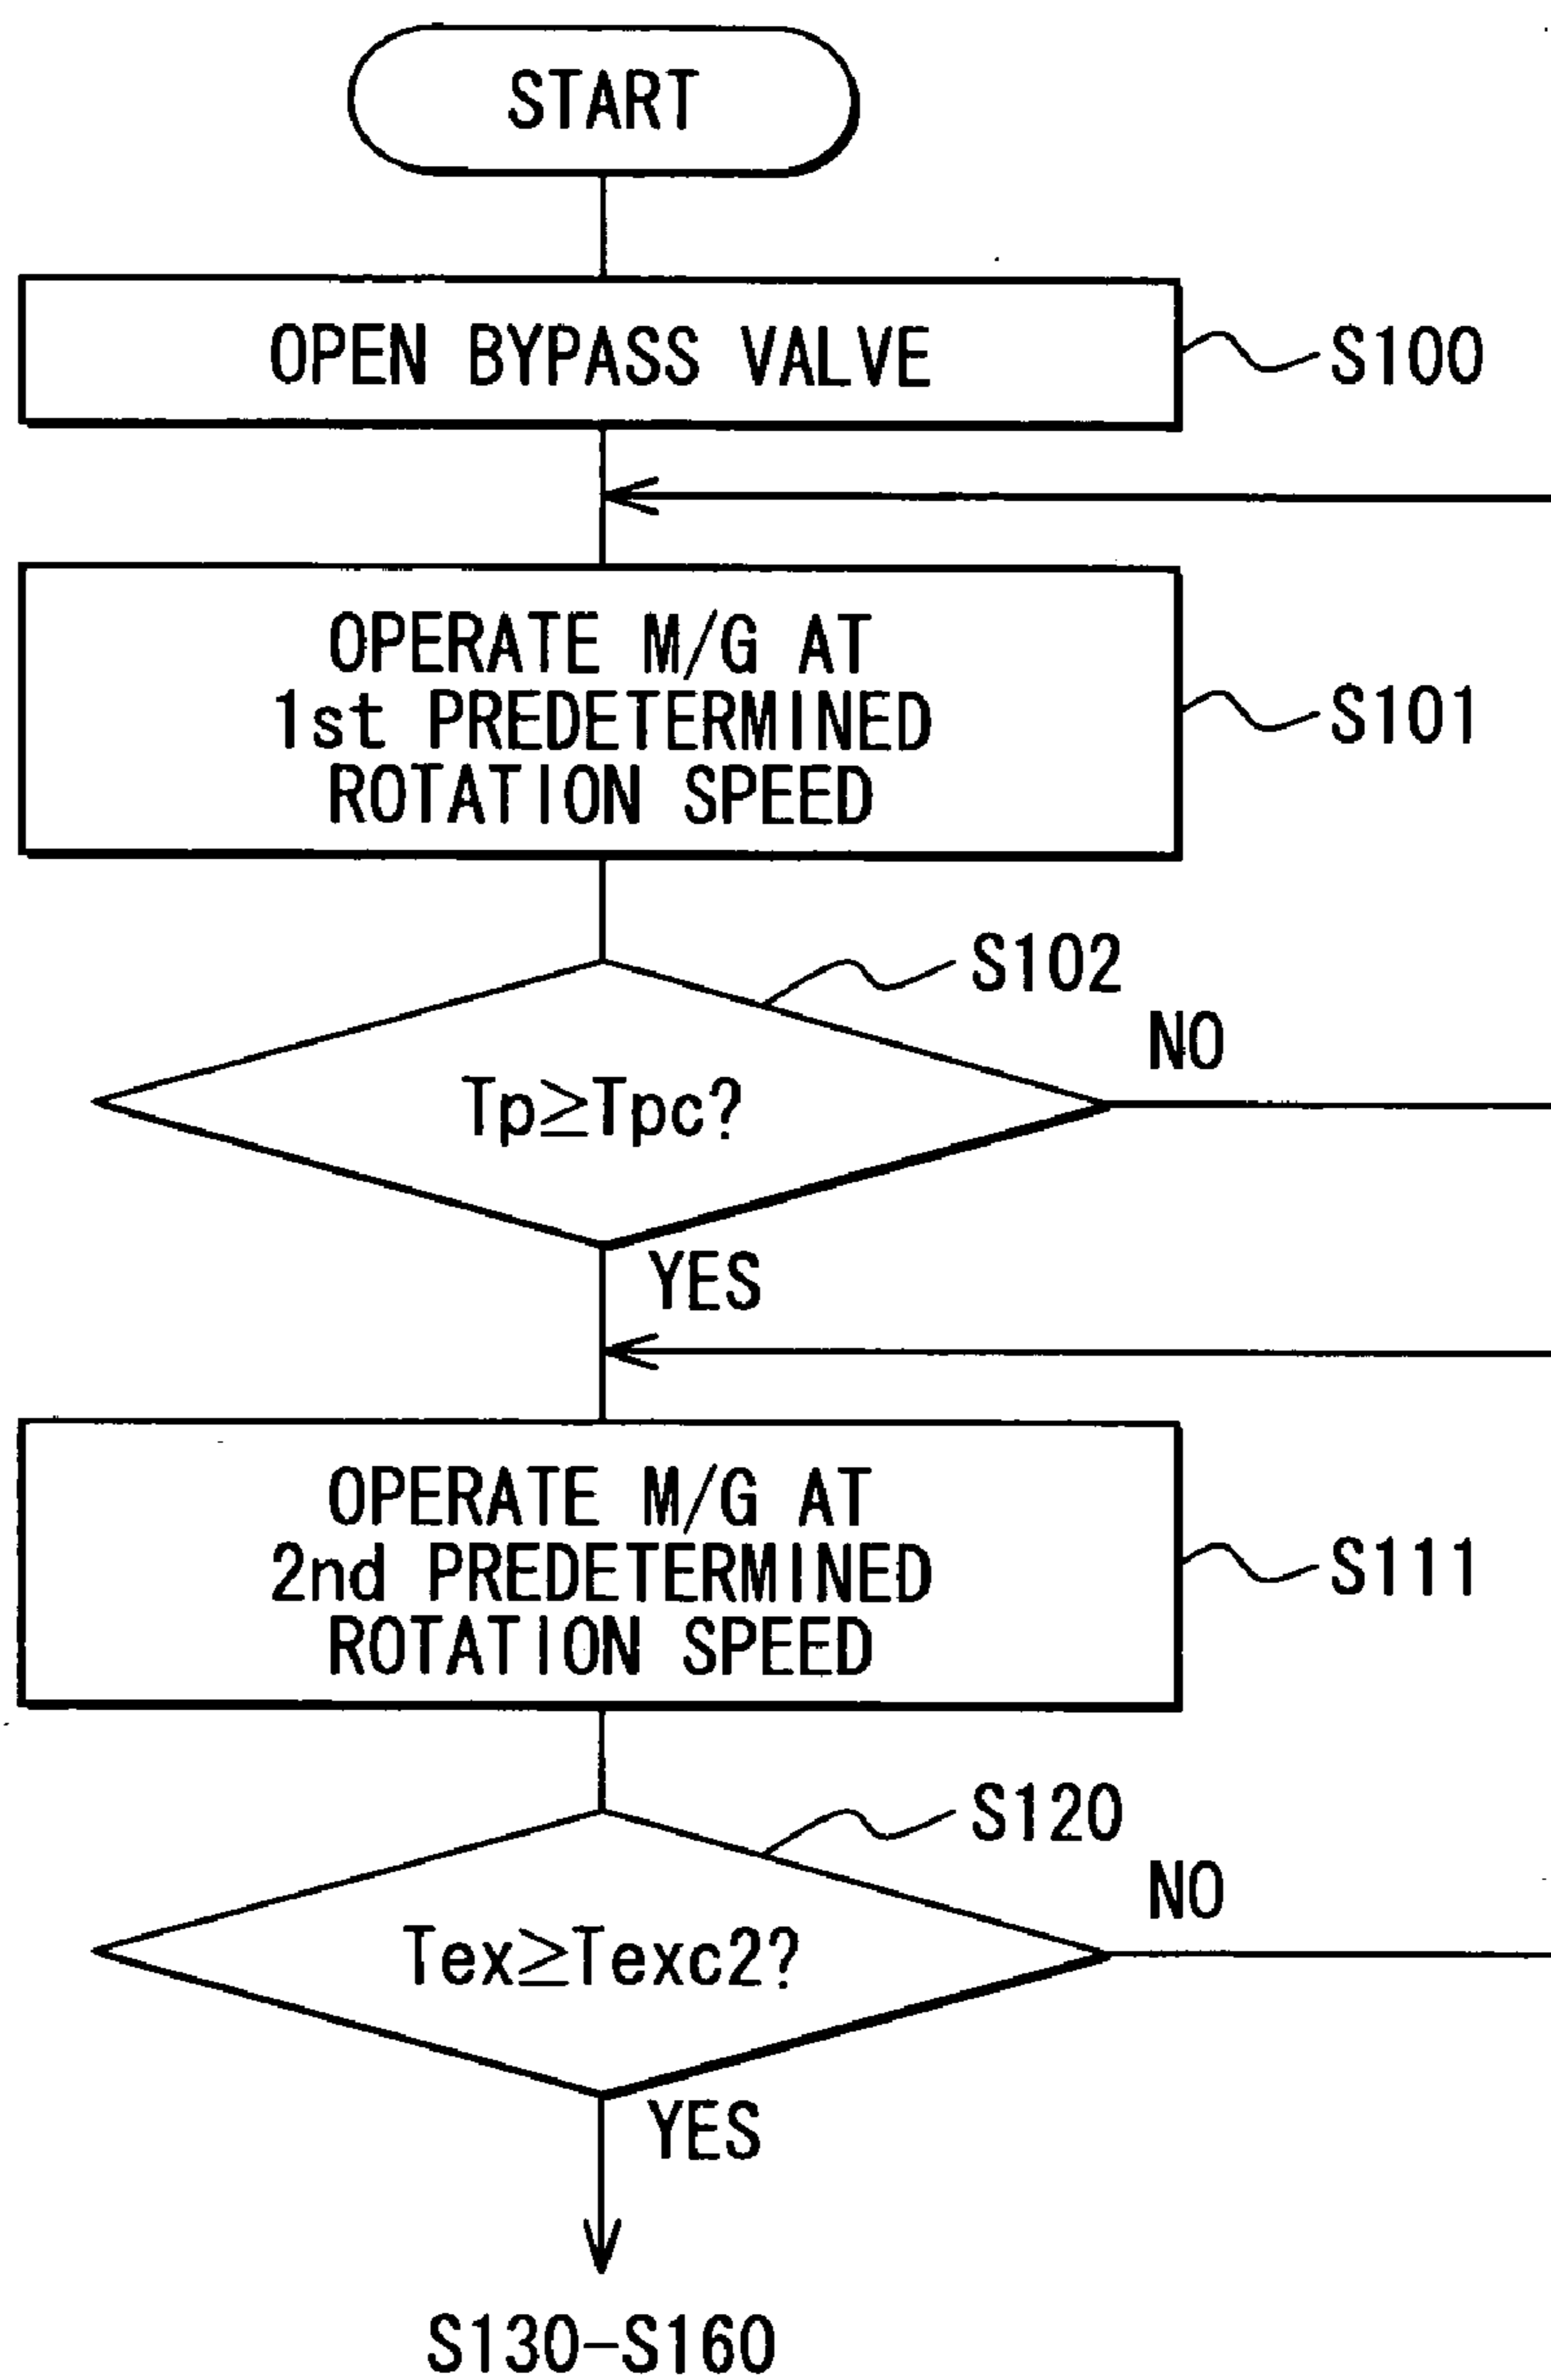 START
OPEN BYPASS VALVE
S100
OPERATE M/G AT
1st PREDETERMINED
ROTATION SPEED
S101
S102
Tp≥Tpc?
NO
YES
OPERATE M/G AT
2nd PREDETERMINED
ROTATION SPEED
S111
S120
Tex≥Texc2?
NO
YES
S130-S160